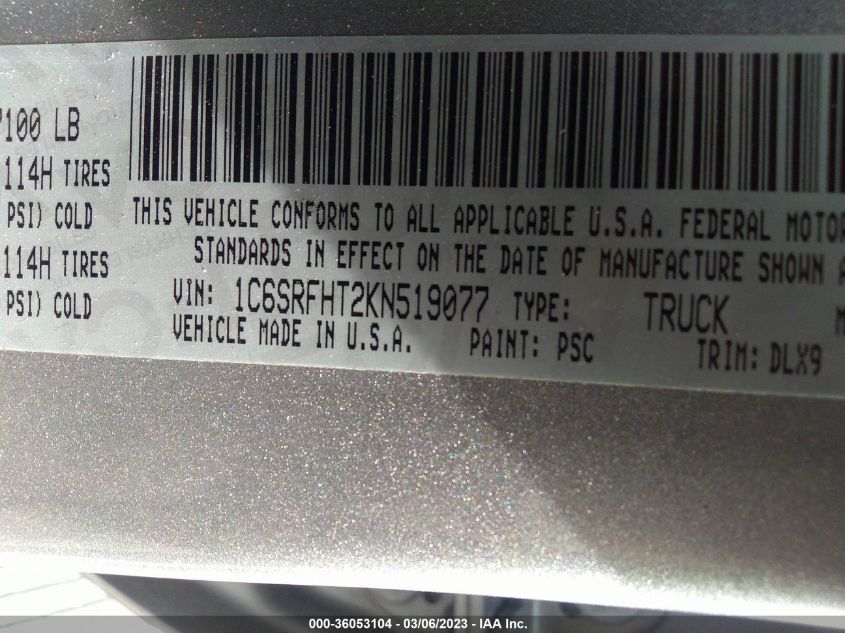 100 LB
114H TIRES
PSI) COLD
114H TIRES
PSI) COLD
THIS VEHICLE CONFORMS TO ALL APPLICABLE U.S.A. FEDERAL MOTOR
STANDARDS IN EFFECT ON THE DATE OF MANUFACTURE SHOWN A
VIN: 1C6SRFHT2KN519077 TYPE: TRUCK M
VEHICLE MADE IN U.S.A. PAINT: PSC TRIM: DLX9
000-36053104 - 03/06/2023 - IAA Inc.